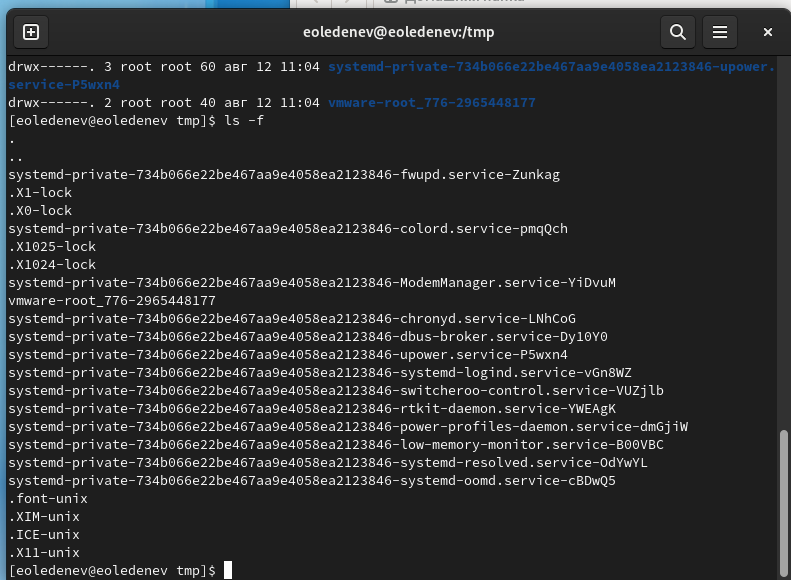 eoledenev@eoledenev:/tmp
drwx------. 3 root root 60 авг 12 11:04 systemd-private-734b066e22be467aa9e4058ea2123846-upower.
service-P5wxn4
drwx------. 2 root root 40 авг 12 11:04 vmware-root_776-2965448177
[eoledenev@eoledenev tmp]$ ls -f
.
..
systemd-private-734b066e22be467aa9e4058ea2123846-fwupd.service-Zunkag
.X1-lock
.X0-lock
systemd-private-734b066e22be467aa9e4058ea2123846-colord.service-pmqQch
.X1025-lock
.X1024-lock
systemd-private-734b066e22be467aa9e4058ea2123846-ModemManager.service-YiDvuM
vmware-root_776-2965448177
systemd-private-734b066e22be467aa9e4058ea2123846-chronyd.service-LNhCoG
systemd-private-734b066e22be467aa9e4058ea2123846-dbus-broker.service-Dy10Y0
systemd-private-734b066e22be467aa9e4058ea2123846-upower.service-P5wxn4
systemd-private-734b066e22be467aa9e4058ea2123846-systemd-logind.service-vGn8WZ
systemd-private-734b066e22be467aa9e4058ea2123846-switcheroo-control.service-VUZjlb
systemd-private-734b066e22be467aa9e4058ea2123846-rtkit-daemon.service-YWEAgK
systemd-private-734b066e22be467aa9e4058ea2123846-power-profiles-daemon.service-dmGjiW
systemd-private-734b066e22be467aa9e4058ea2123846-low-memory-monitor.service-B00VBC
systemd-private-734b066e22be467aa9e4058ea2123846-systemd-resolved.service-OdYwYL
systemd-private-734b066e22be467aa9e4058ea2123846-systemd-oomd.service-cBDwQ5
.font-unix
.XIM-unix
.ICE-unix
.X11-unix
[eoledenev@eoledenev tmp]$